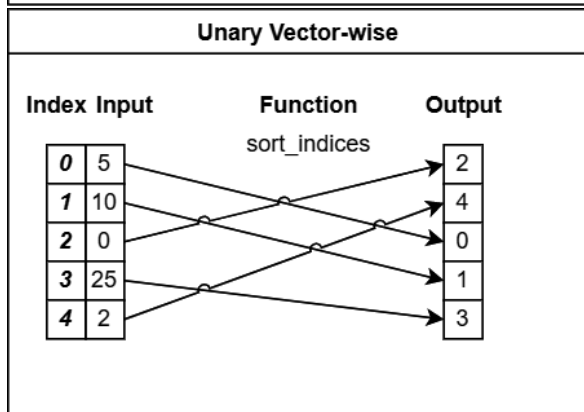 Unary Vector-wise
Index Input Function Output
sort_indices
0 5 2
1 10 4
2 0 0
3 25 1
4 2 3